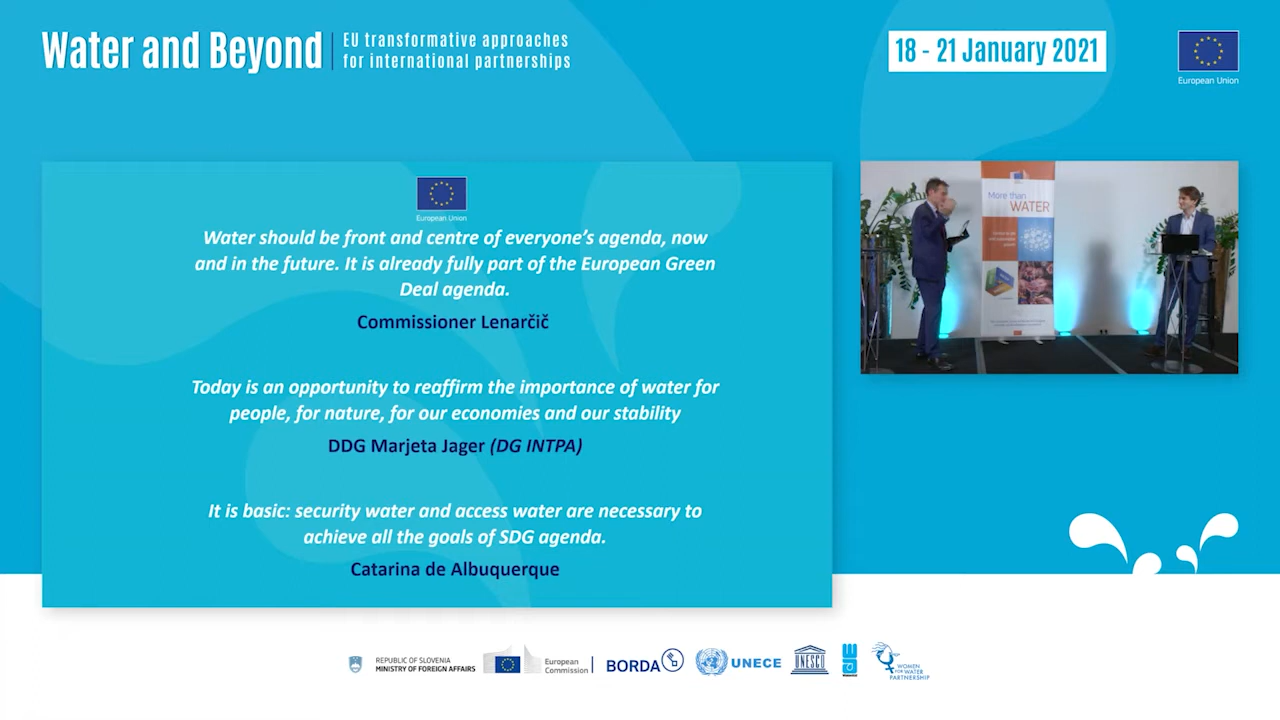 Water and Beyond
EU transformative approaches
for international partnerships
18 - 21 January 2021
European Union
European Union
Water should be front and centre of everyone's agenda, now
and in the future. It is already fully part of the European Green
Deal agenda.
Commissioner Lenarčič
Today is an opportunity to reaffirm the importance of water for
people, for nature, for our economies and our stability
DDG Marjeta Jager (DG INTPA)
It is basic: security water and access water are necessary to
achieve all the goals of SDG agenda.
Catarina de Albuquerque
More than
WATER
REPUBLIC OF SLOVENIA
MINISTRY OF FOREIGN AFFAIRS
European
Commission
BORDA
UNECE
UNESCO
WOMEN
FOR WATER
PARTNERSHIP